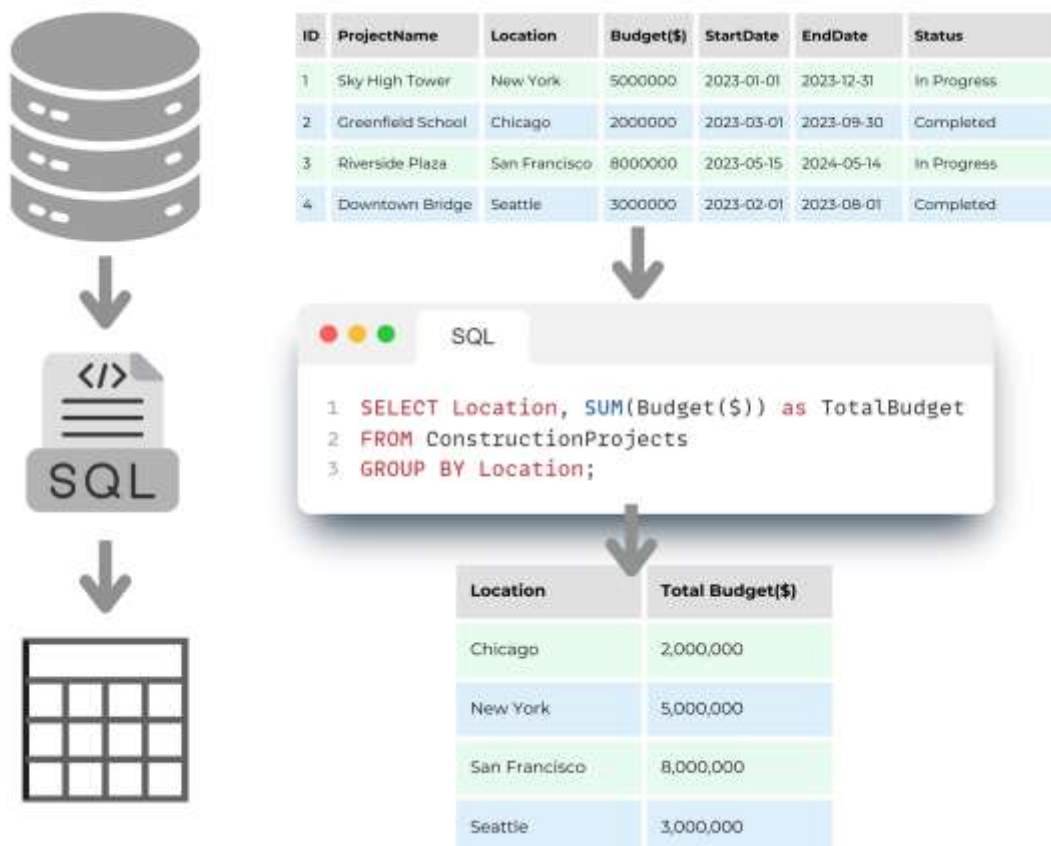 ID ProjectName Location Budget($) StartDate EndDate Status
1 Sky High Tower New York 5000000 2023-01-01 2023-12-31 In Progress
2 Greenfield School Chicago 2000000 2023-03-01 2023-09-30 Completed
3 Riverside Plaza San Francisco 8000000 2023-05-15 2024-05-14 In Progress
4 Downtown Bridge Seattle 3000000 2023-02-01 2023-08-01 Completed
</>
SQL
SQL
1 SELECT Location, SUM(Budget($)) as TotalBudget
2 FROM ConstructionProjects
3 GROUP BY Location;
Location Total Budget($)
Chicago 2,000,000
New York 5,000,000
San Francisco 8,000,000
Seattle 3,000,000